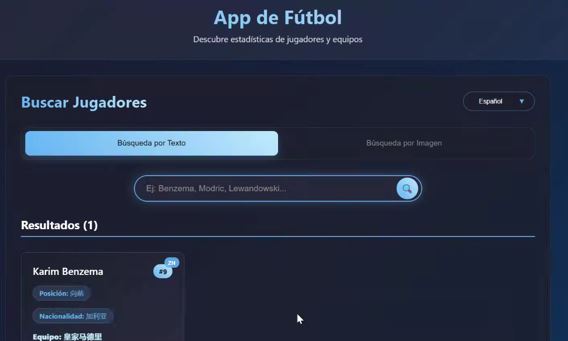 App de Fútbol
Descubre estadísticas de jugadores y equipos
Buscar Jugadores
Español ▼
Búsqueda por Texto
Búsqueda por Imagen
Ej: Benzema, Modric, Lewandowski...
Resultados (1)
Karim Benzema
#9
ZH
Posición: 向前
Nacionalidad: 加利亚
Equipo: 皇家马德里